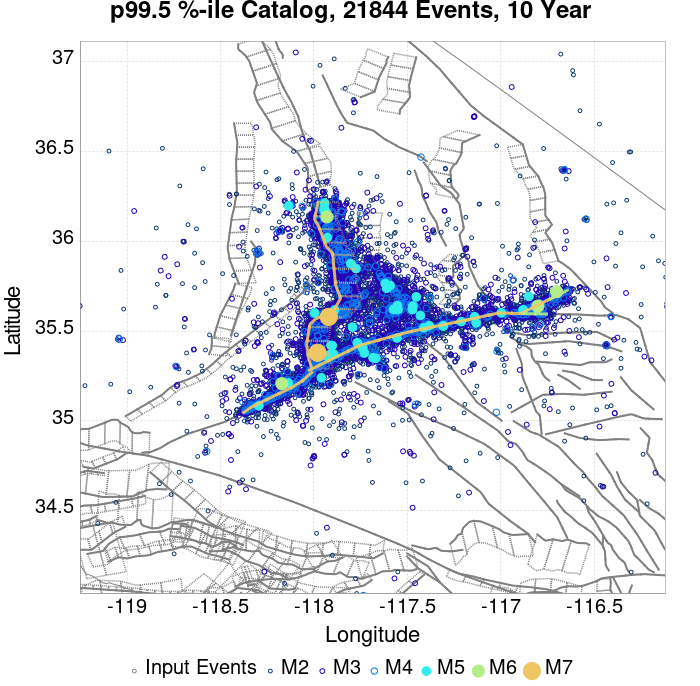 p99.5 %-ile Catalog, 21844 Events, 10 Year
37
36.5
36
35.5
35
34.5
Latitude
-119 -118.5 -118 -117.5 -117 -116.5
Longitude
Input Events M2 M3 M4 M5 M6 M7